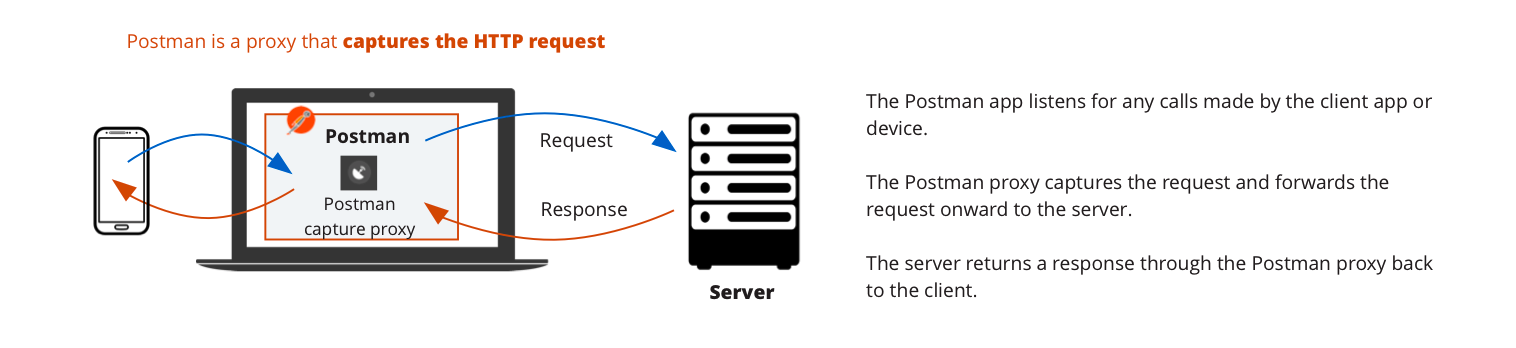 Postman is a proxy that captures the HTTP request
Postman
Postman
capture proxy
Request
Response
Server
The Postman app listens for any calls made by the client app or
device.
The Postman proxy captures the request and forwards the
request onward to the server.
The server returns a response through the Postman proxy back
to the client.